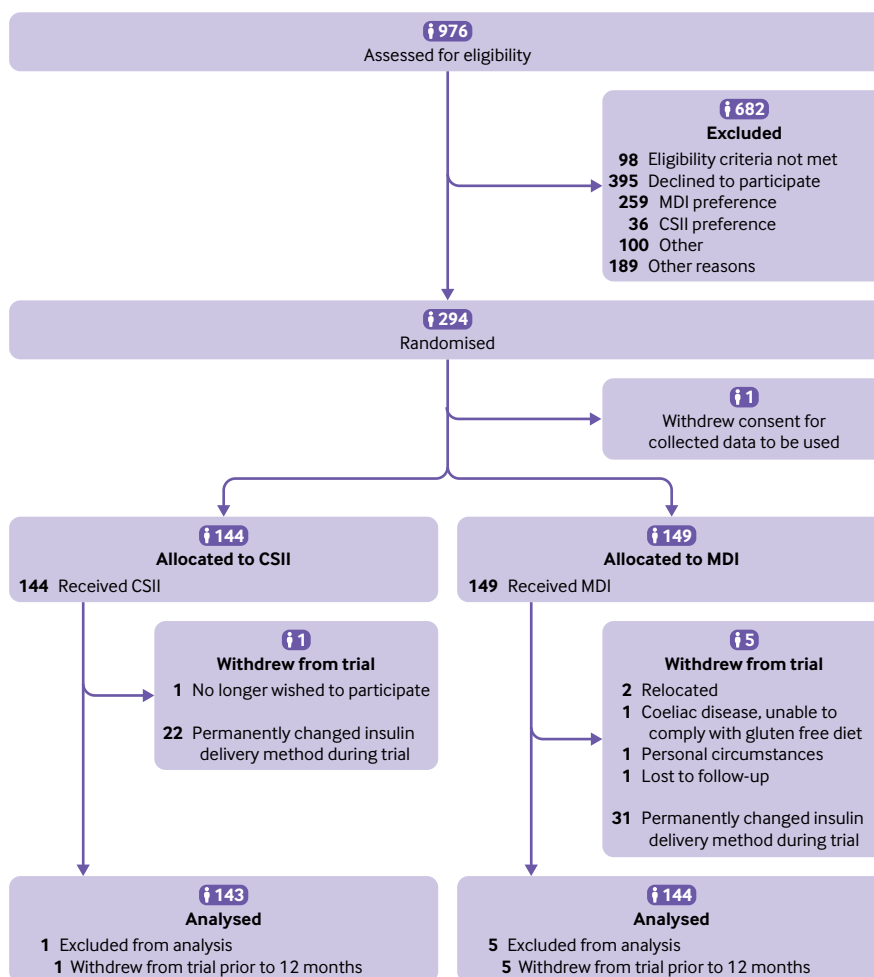 976
Assessed for eligibility
682
Excluded
98 Eligibility criteria not met
395 Declined to participate
259 MDI preference
36 CSII preference
100 Other
189 Other reasons
294
Randomised
1
Withdrew consent for
collected data to be used
144
Allocated to CSII
144 Received CSII
149
Allocated to MDI
149 Received MDI
1
Withdrew from trial
1 No longer wished to participate
22 Permanently changed insulin
delivery method during trial
5
Withdrew from trial
2 Relocated
1 Coeliac disease, unable to
comply with gluten free diet
1 Personal circumstances
1 Lost to follow-up
31 Permanently changed insulin
delivery method during trial
143
Analysed
1 Excluded from analysis
1 Withdrew from trial prior to 12 months
144
Analysed
5 Excluded from analysis
5 Withdrew from trial prior to 12 months